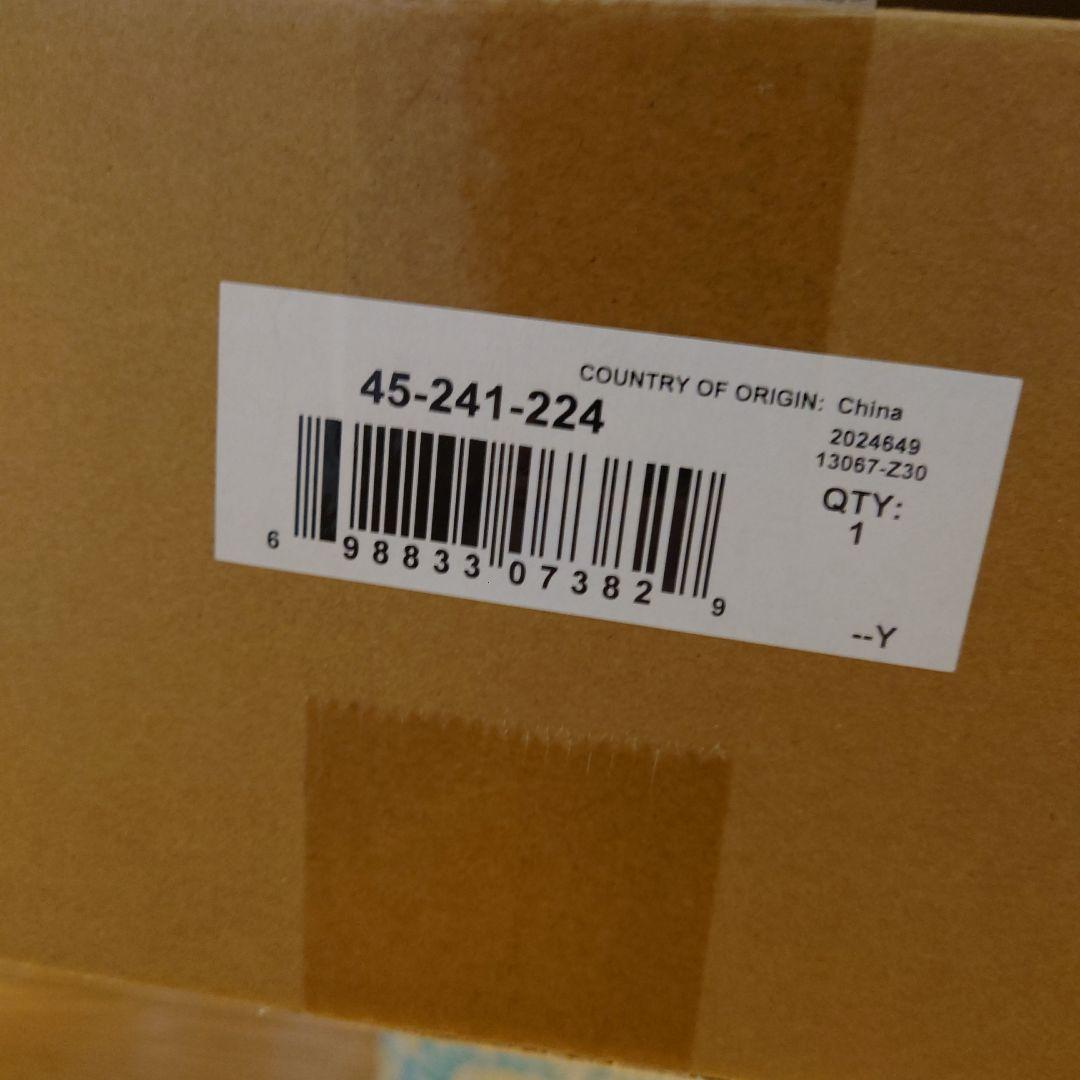 COUNTRY OF ORIGIN: China
45-241-224
2024649
13067-Z30
QTY:
1
6 98833 07382 9
--Y